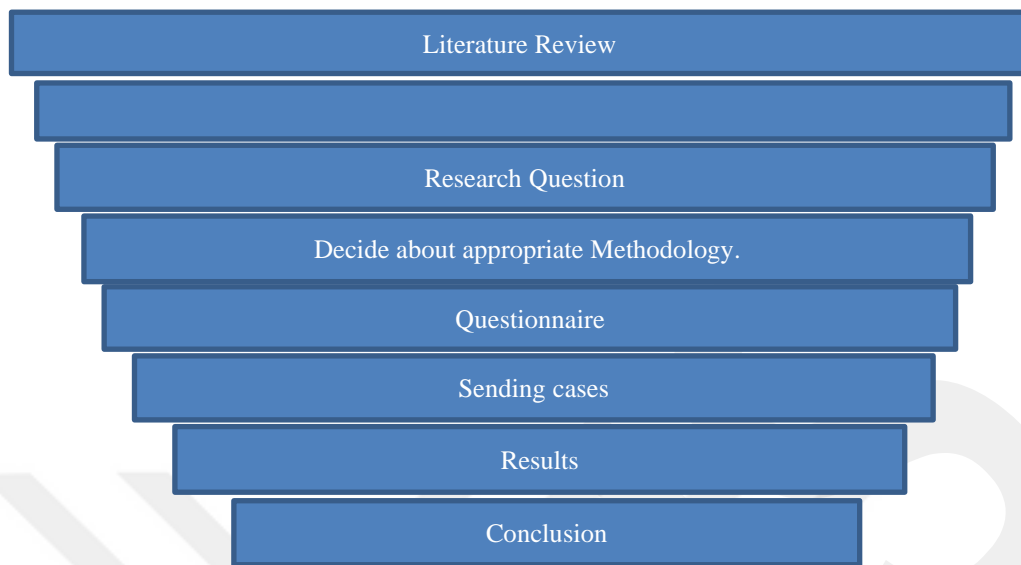 Literature Review
Research Question
Decide about appropriate Methodology.
Questionnaire
Sending cases
Results
Conclusion